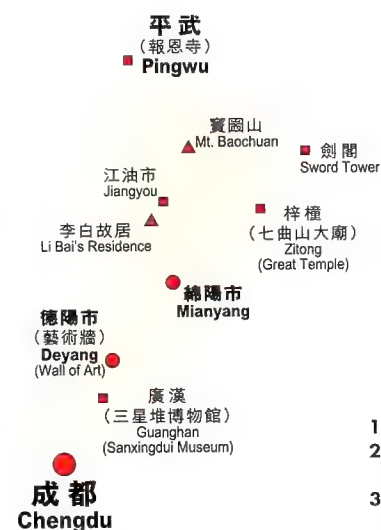 平武
(報恩寺)
Pingwu
寶圌山
Mt. Baochuan
劍閣
Sword Tower
江油市
Jiangyou
梓橦
(七曲山大廟)
Zitong
(Great Temple)
李白故居
Li Bai's Residence
綿陽市
Mianyang
德陽市
(藝術牆)
Deyang
(Wall of Art)
廣漢
(三星堆博物館)
Guanghan
(Sanxingdui Museum)
1
2
3
成都
Chengdu